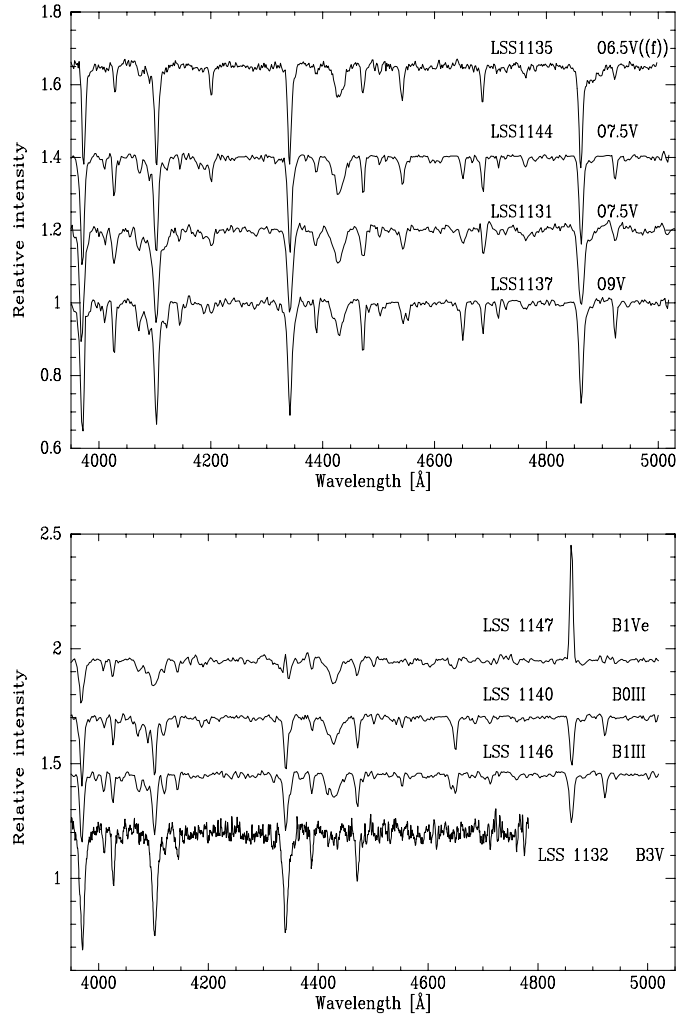 1.8
LSS1135 O6.5V((f))
1.6
LSS1144 O7.5V
1.4
LSS1131 O7.5V
1.2
LSS1137 O9V
1
0.8
0.6
Relative intensity
4000 4200 4400 4600 4800 5000
Wavelength [Å]
2.5
LSS 1147 B1Ve
2
LSS 1140 B0III
LSS 1146 B1III
1.5
LSS 1132 B3V
1
Relative intensity
4000 4200 4400 4600 4800 5000
Wavelength [Å]